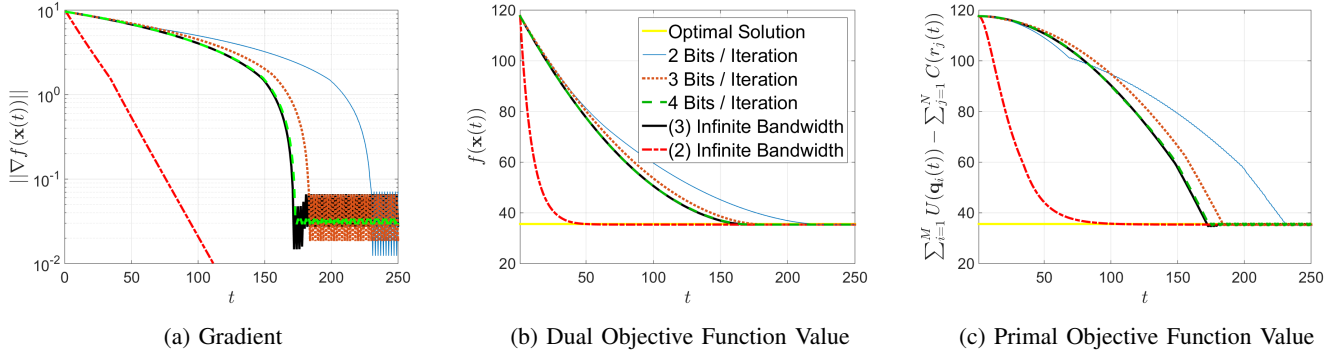 ||∇f(x(t))||
10^1
10^0
10^-1
10^-2
0 50 100 150 200 250
t
(a) Gradient
f(x(t))
120
100
80
60
40
20
0 50 100 150 200 250
t
Optimal Solution
2 Bits / Iteration
3 Bits / Iteration
4 Bits / Iteration
(3) Infinite Bandwidth
(2) Infinite Bandwidth
(b) Dual Objective Function Value
∑_{i=1}^{M} U(q_i(t)) − ∑_{j=1}^{N} C(r_j(t))
120
100
80
60
40
20
50 100 150 200 250
t
(c) Primal Objective Function Value